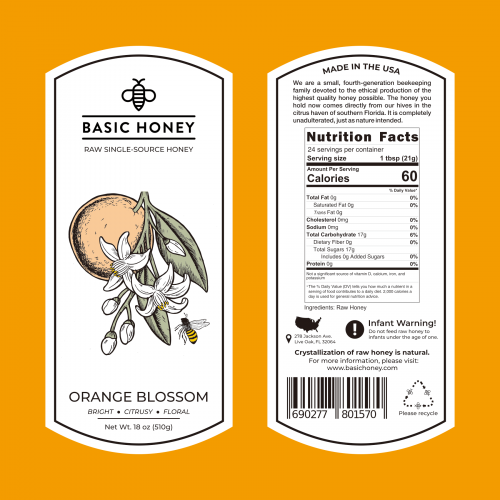 BASIC HONEY
RAW SINGLE-SOURCE HONEY
ORANGE BLOSSOM
BRIGHT • CITRUSY • FLORAL
Net Wt. 18 oz (510g)
MADE IN THE USA
We are a small, fourth-generation beekeeping
family devoted to the ethical production of the
highest quality honey possible. The honey you
hold now comes directly from our hives in the
citrus haven of southern Florida. It is completely
unadulterated, just as nature intended.
Nutrition Facts
24 servings per container
Serving size 1 tbsp (21g)
Amount Per Serving
Calories 60
% Daily Value*
Total Fat 0g 0%
Saturated Fat 0g 0%
Trans Fat 0g
Cholesterol 0mg 0%
Sodium 0mg 0%
Total Carbohydrate 17g 0%
Dietary Fiber 0g 0%
Total Sugars 17g
Includes 0g Added Sugars 0%
Protein 0g 0%
Not a significant source of vitamin D, calcium, iron, and
potassium
*The % Daily Value (DV) tells you how much a nutrient is a
serving of food contributes to a daily diet. 2,000 calories a
day is used for general nutrition advice.
Ingredients: Raw Honey
278 Jackson Ave.
Live Oak, FL 32064
Infant Warning!
Do not feed raw honey to
infants under the age of one.
Crystallization of raw honey is natural.
For more information, please visit:
www.basichoney.com
690277 801570
Please recycle